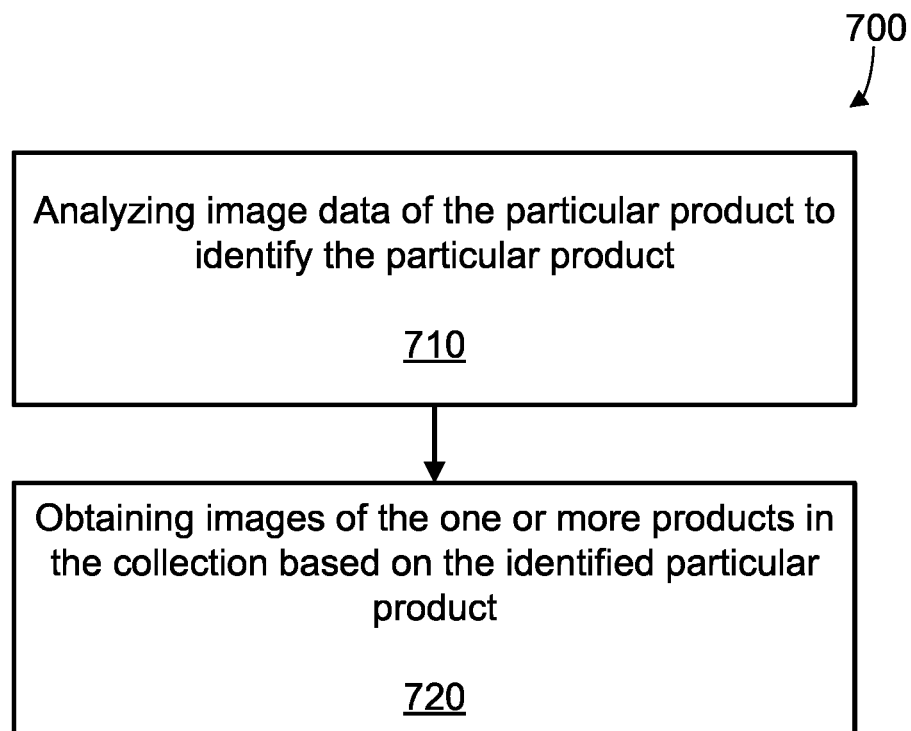 700
Analyzing image data of the particular product to
identify the particular product
710
Obtaining images of the one or more products in
the collection based on the identified particular
product
720